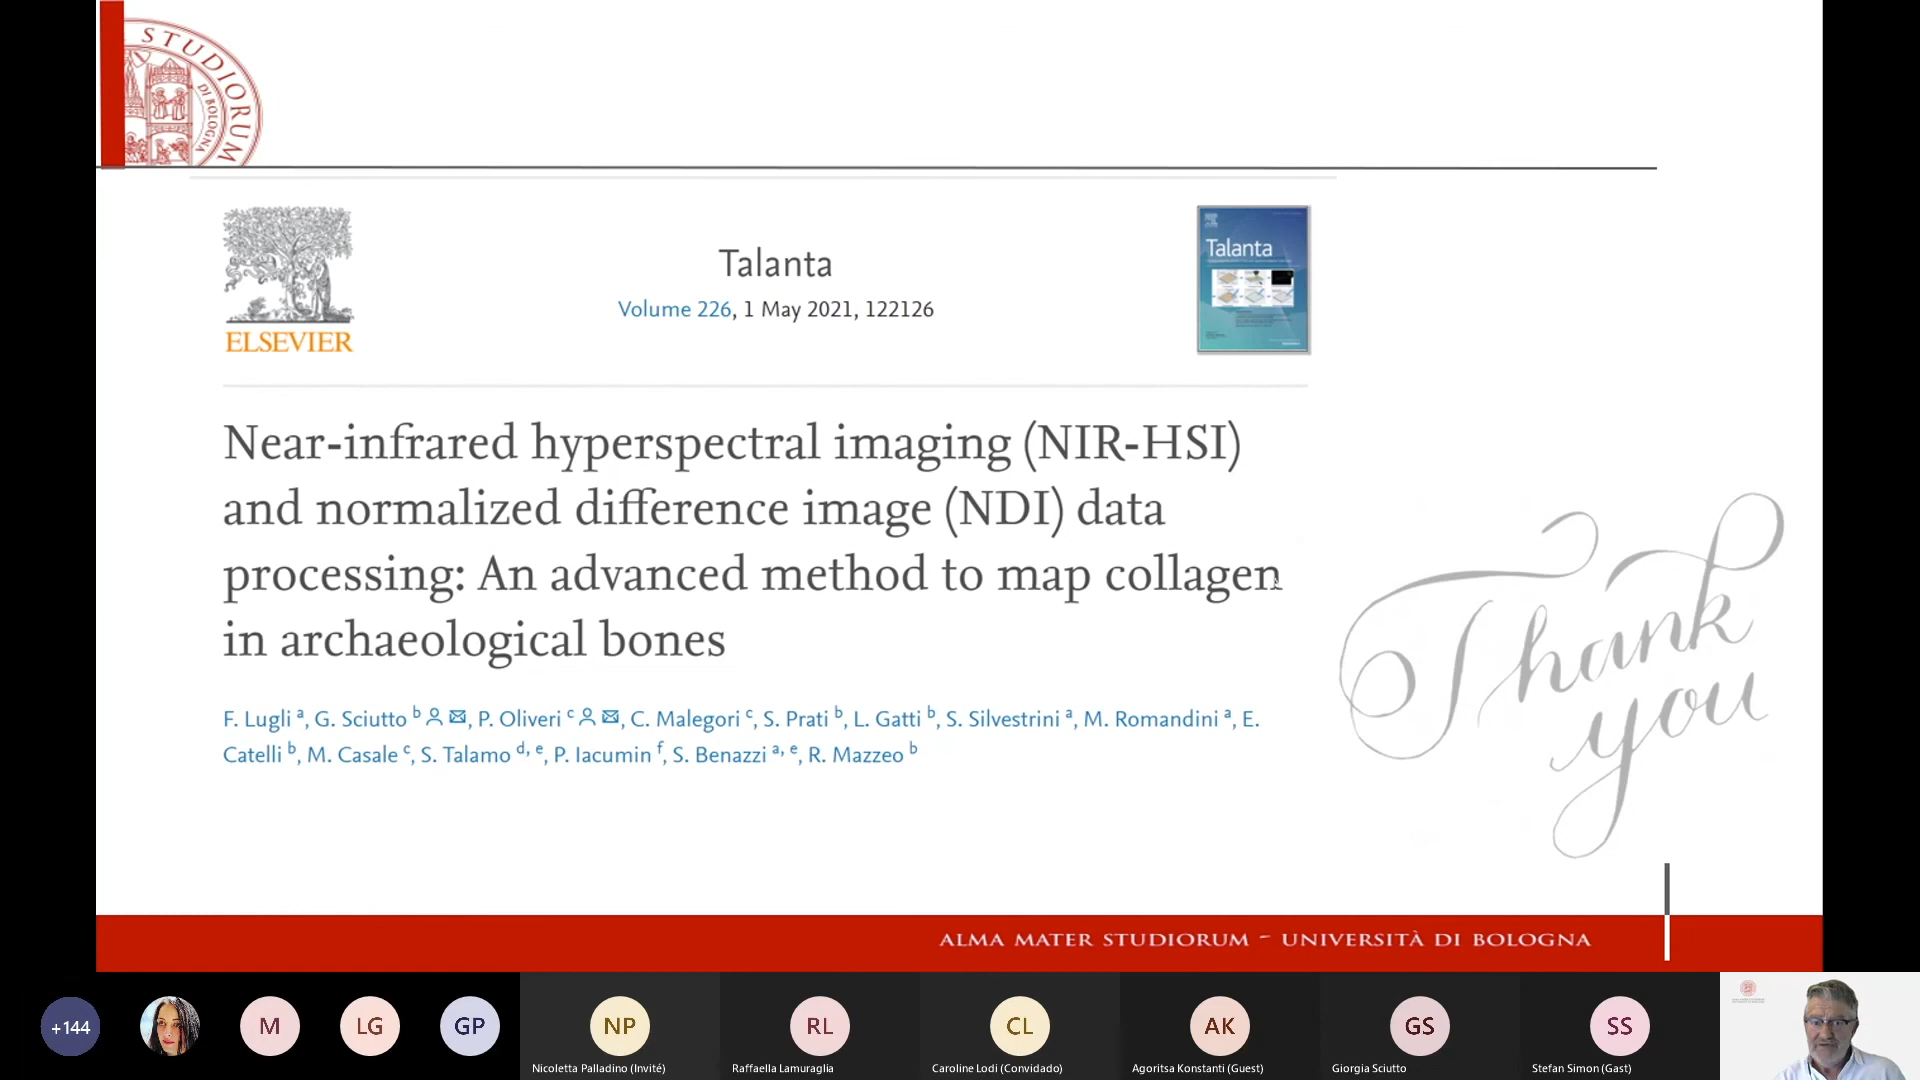 STUDIORUM
DI BOLOGNA
Talanta
Volume 226, 1 May 2021, 122126
ELSEVIER
Talanta
Near-infrared hyperspectral imaging (NIR-HSI)
and normalized difference image (NDI) data
processing: An advanced method to map collagen
in archaeological bones
F. Lugli a, G. Sciutto b, P. Oliveri c, C. Malegori c, S. Prati b, L. Gatti b, S. Silvestrini a, M. Romandini a, E.
Catelli b, M. Casale c, S. Talamo d, e, P. Iacumin f, S. Benazzi a, e, R. Mazzeo b
Thank
you
ALMA MATER STUDIORUM - UNIVERSITÀ DI BOLOGNA
+144
M
LG
GP
NP
RL
CL
AK
GS
SS
Nicoletta Palladino (Invité)
Raffaella Lamuraglia
Caroline Lodi (Convidado)
Agoritsa Konstanti (Guest)
Giorgia Sciutto
Stefan Simon (Gast)